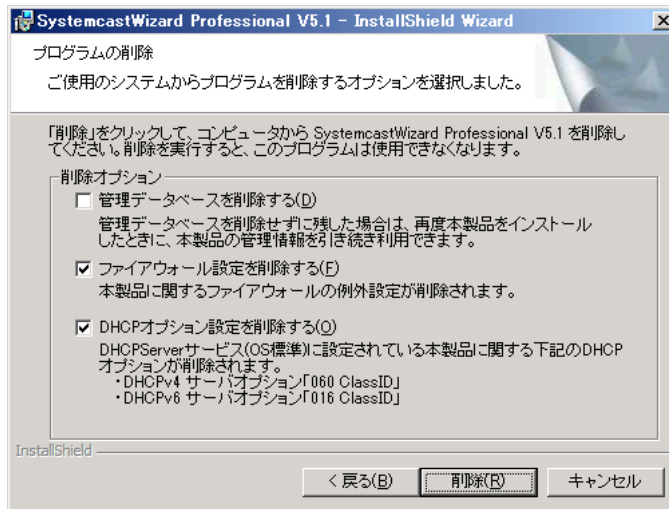 SystemcastWizard Professional V5.1 - InstallShield Wizard
プログラムの削除
ご使用のシステムからプログラムを削除するオプションを選択しました。
「削除」をクリックして、コンピュータから SystemcastWizard Professional V5.1 を削除し
てください。削除を実行すると、このプログラムは使用できなくなります。
削除オプション
管理データベースを削除する(D)
管理データベースを削除せずに残した場合は、再度本製品をインストール
したときに、本製品の管理情報を引き続き利用できます。
ファイアウォール設定を削除する(F)
本製品に関するファイアウォールの例外設定が削除されます。
DHCPオプション設定を削除する(O)
DHCPServerサービス(OS標準)に設定されている本製品に関する下記のDHCP
オプションが削除されます。
・DHCPv4 サーバオプション「060 ClassID」
・DHCPv6 サーバオプション「016 ClassID」
InstallShield
< 戻る(B)
削除(R)
キャンセル